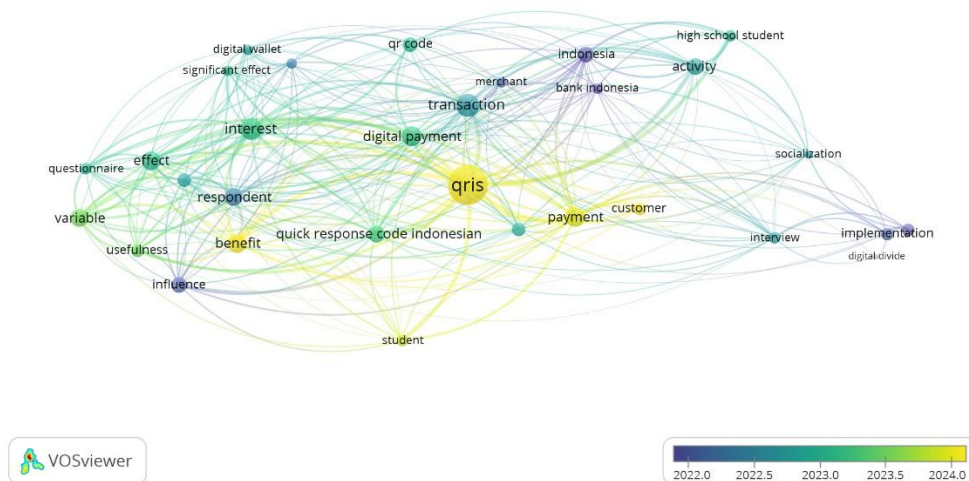 high school student
digital wallet
qr code
indonesia
significant effect
activity
merchant
bank indonesia
transaction
interest
digital payment
questionnaire
effect
socialization
qris
respondent
variable
payment
customer
benefit
quick response code indonesian
interview
implementation
usefulness
digital divide
influence
student
VOSviewer
2022.0 2022.5 2023.0 2023.5 2024.0